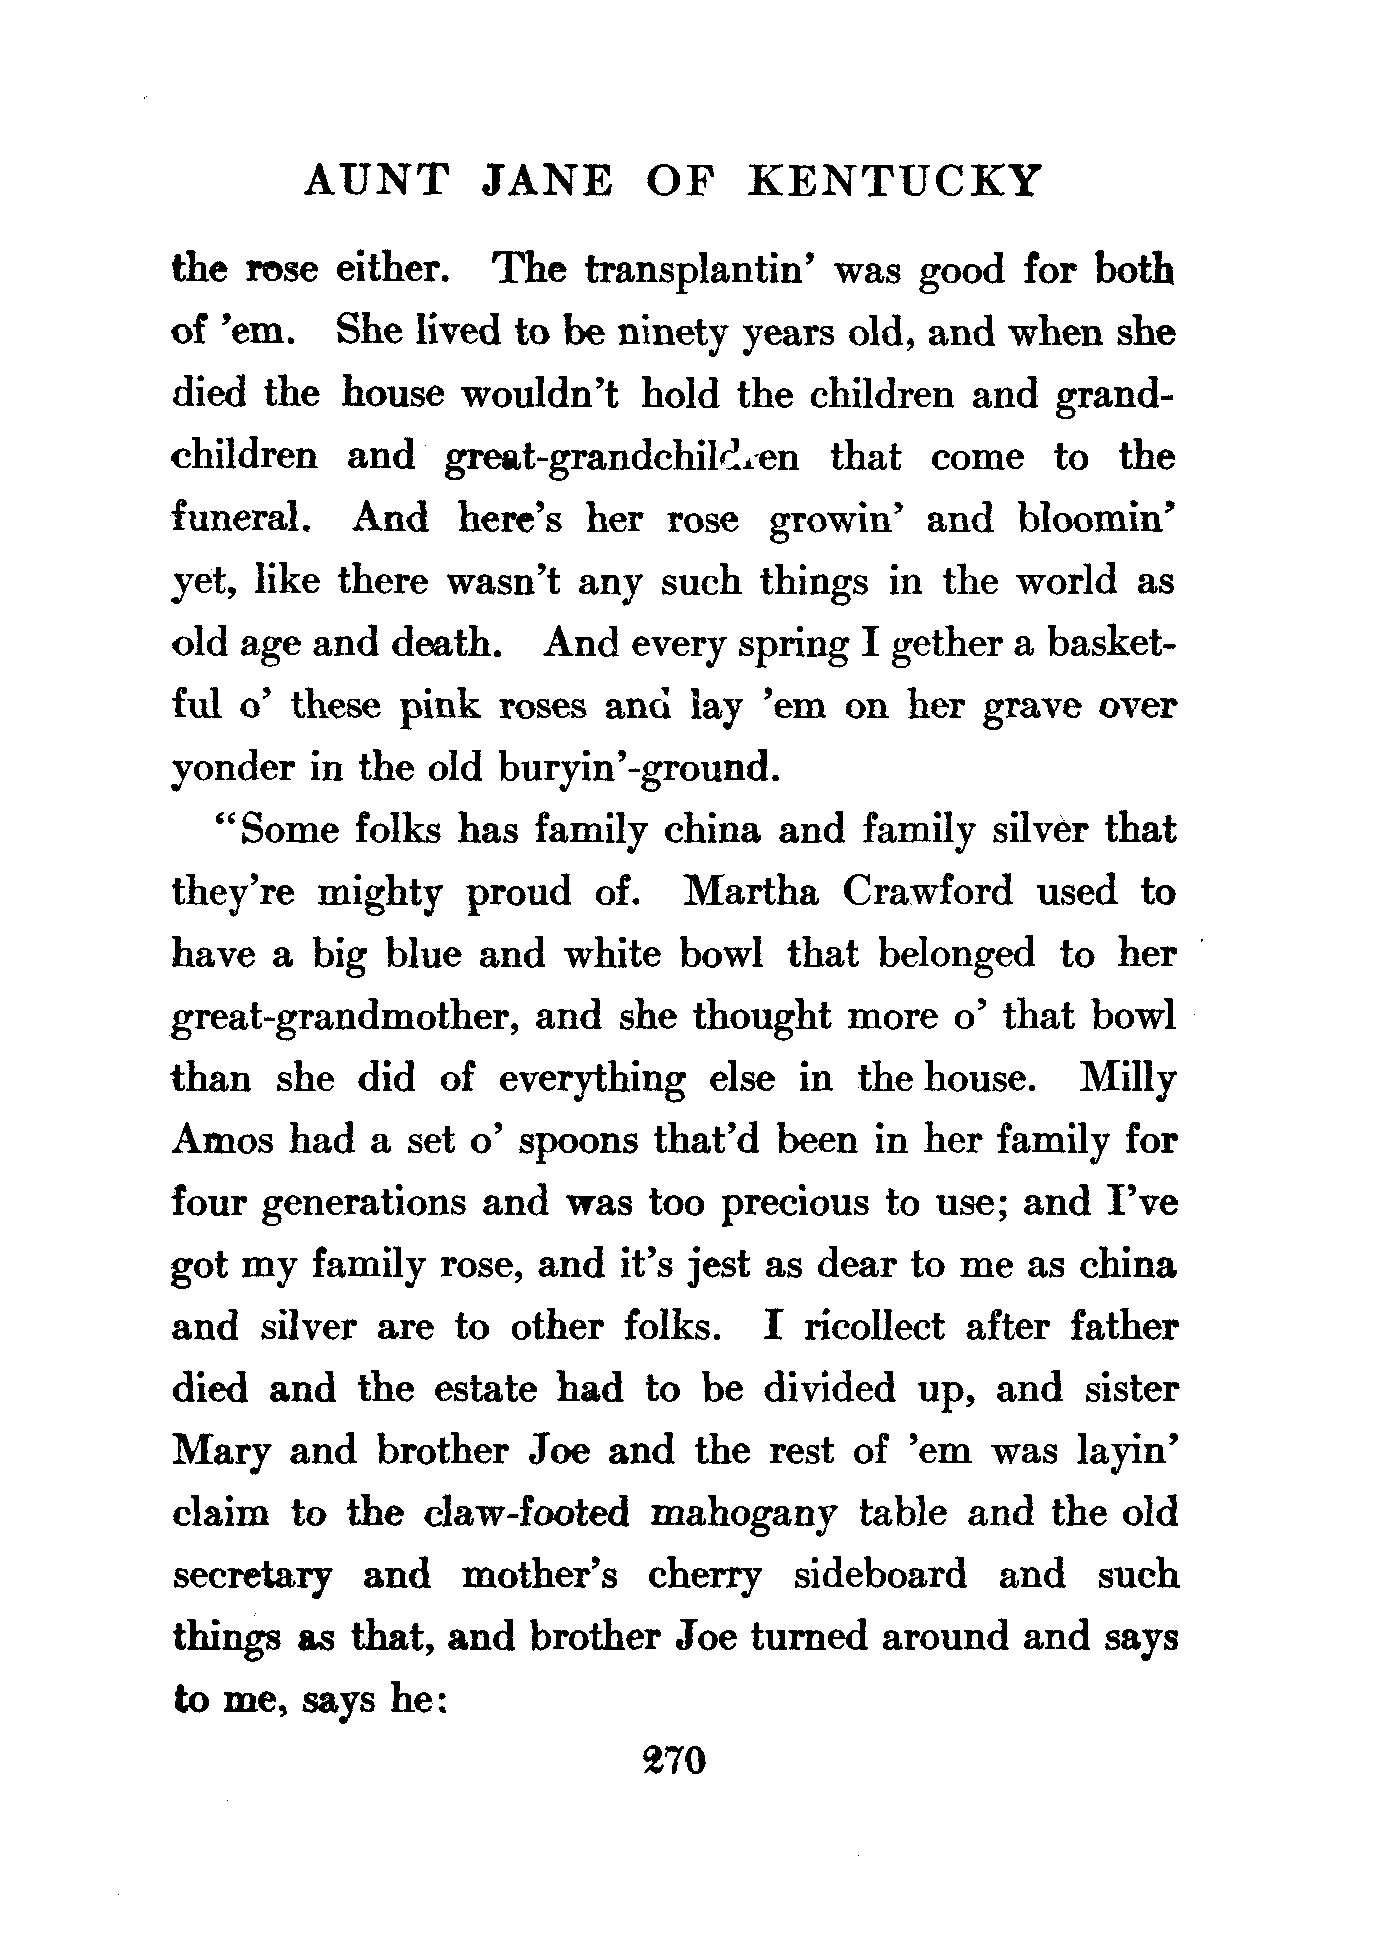 AUNT JANE OF KENTUCKY
the rose either. The transplantin' was good for both
of 'em. She lived to be ninety years old, and when she
died the house wouldn't hold the children and grand-
children and great-grandchildren that come to the
funeral. And here's her rose growin' and bloomin'
yet, like there wasn't any such things in the world as
old age and death. And every spring I gether a basket-
ful o' these pink roses and lay 'em on her grave over
yonder in the old buryin'-ground.
"Some folks has family china and family silver that
they're mighty proud of. Martha Crawford used to
have a big blue and white bowl that belonged to her
great-grandmother, and she thought more o' that bowl
than she did of everything else in the house. Milly
Amos had a set o' spoons that'd been in her family for
four generations and was too precious to use; and I've
got my family rose, and it's jest as dear to me as china
and silver are to other folks. I ricollect after father
died and the estate had to be divided up, and sister
Mary and brother Joe and the rest of 'em was layin'
claim to the claw-footed mahogany table and the old
secretary and mother's cherry sideboard and such
things as that, and brother Joe turned around and says
to me, says he:
270